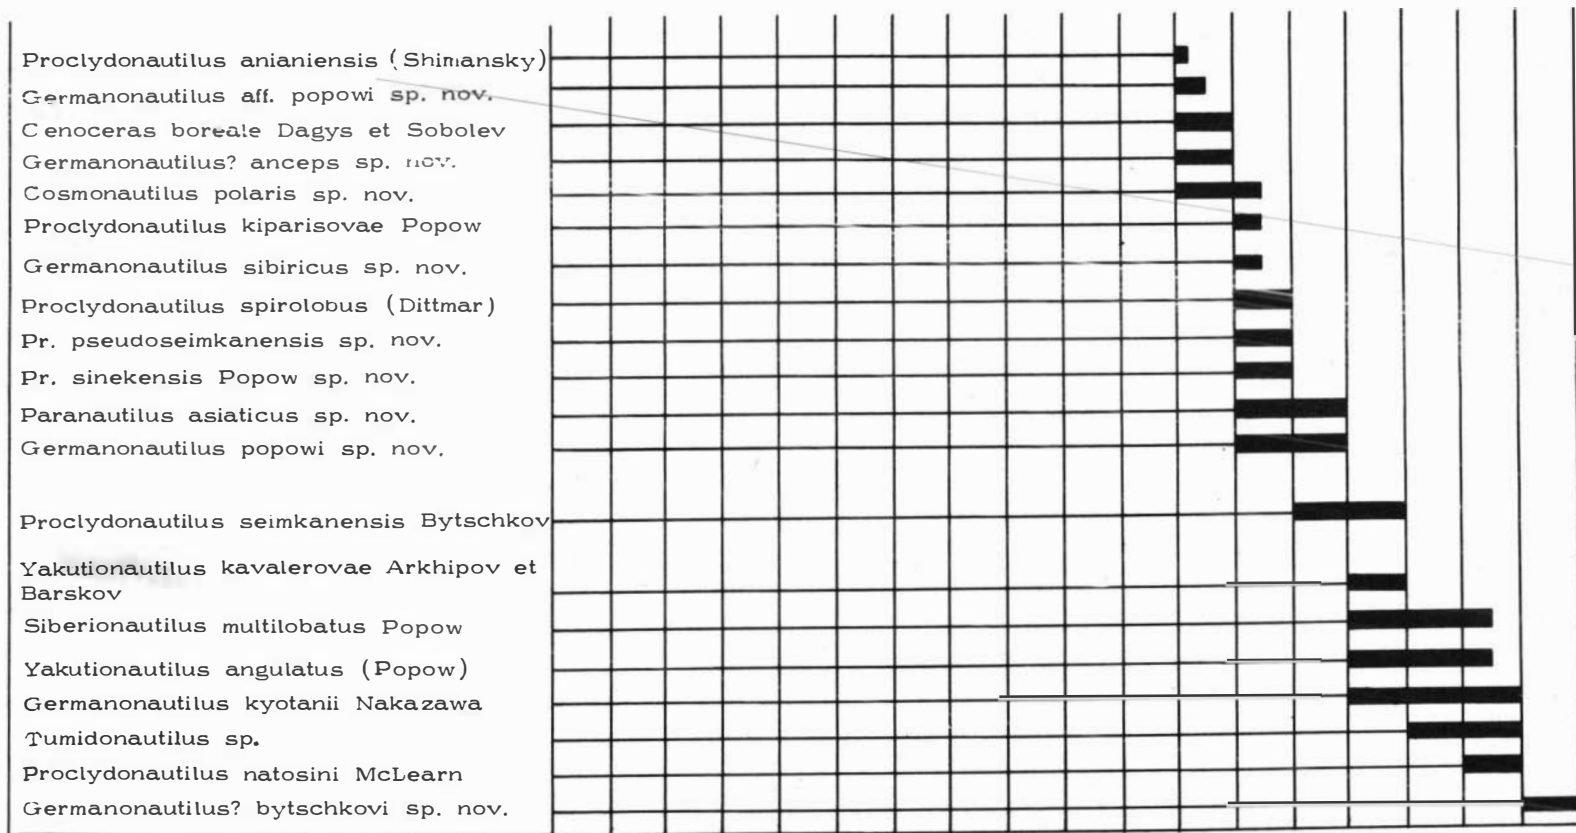 Proclydonautilus anianiensis (Shimansky)
Germanonautilus aff. popowi sp. nov.
Cenoceras boreale Dagys et Sobolev
Germanonautilus? anceps sp. nov.
Cosmonautilus polaris sp. nov.
Proclydonautilus kiparisovae Popow
Germanonautilus sibiricus sp. nov.
Proclydonautilus spirolobus (Dittmar)
Pr. pseudoseimkanensis sp. nov.
Pr. sinekensis Popow sp. nov.
Paranautilus asiaticus sp. nov.
Germanonautilus popowi sp. nov.
Proclydonautilus seimkanensis Bytschkov
Yakutionautilus kavalerovae Arkhipov et
Barskov
Siberionautilus multilobatus Popow
Yakutionautilus angulatus (Popow)
Germanonautilus kyotanii Nakazawa
Tumidonautilus sp.
Proclydonautilus natosini McLearn
Germanonautilus? bytschkovi sp. nov.